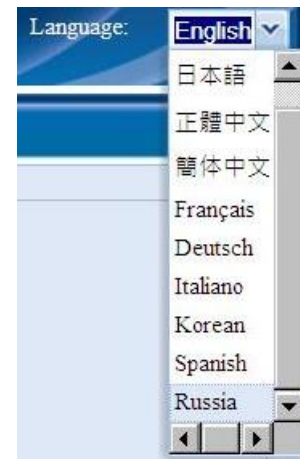 Language: English
日本語
正體中文
簡体中文
Français
Deutsch
Italiano
Korean
Spanish
Russia